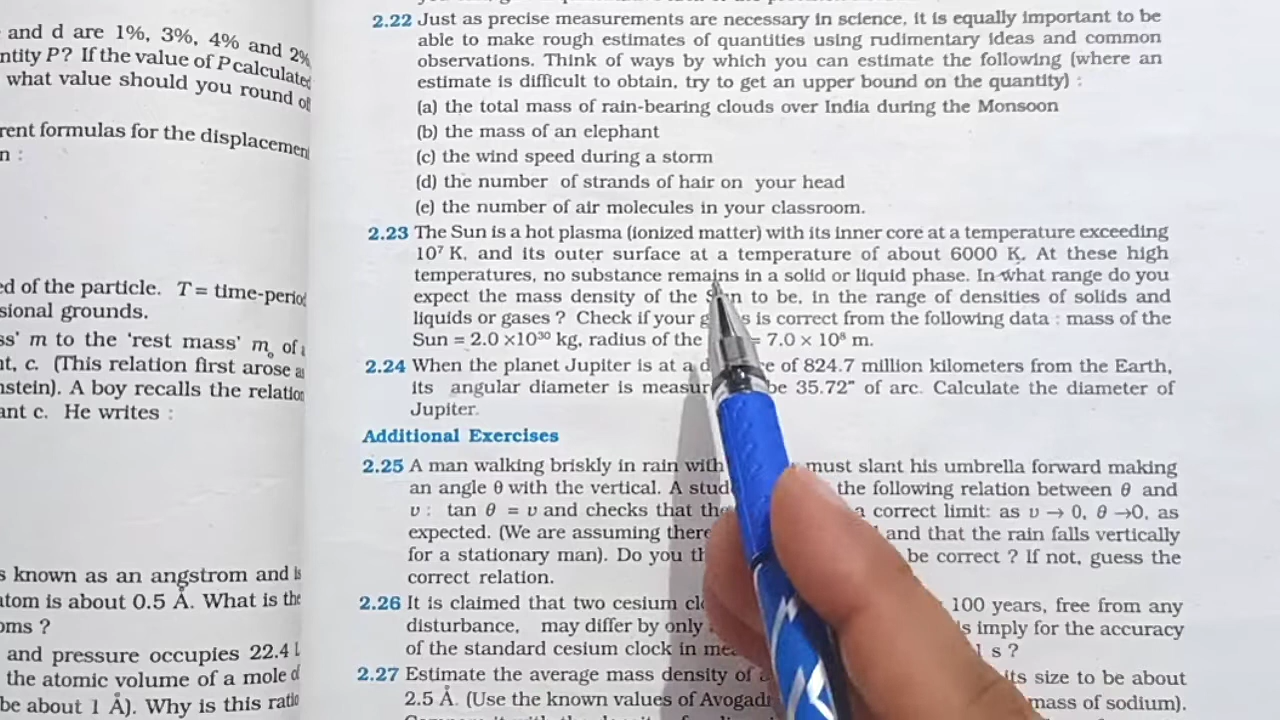 and d are 1%, 3%, 4% and 2%
ntity P? If the value of P calculated
what value should you round of
rent formulas for the displacemen
n :
ed of the particle. T = time-period
sional grounds.
ss' m to the 'rest mass' m₀ of a
nt, c. (This relation first arose as
nstein). A boy recalls the relation
ant c. He writes :
s known as an angstrom and is
atom is about 0.5 Å. What is the
oms ?
and pressure occupies 22.4 L
the atomic volume of a mole of
be about 1 Å). Why is this ratio
2.22 Just as precise measurements are necessary in science, it is equally important to be
able to make rough estimates of quantities using rudimentary ideas and common
observations. Think of ways by which you can estimate the following (where an
estimate is difficult to obtain, try to get an upper bound on the quantity) :
(a) the total mass of rain-bearing clouds over India during the Monsoon
(b) the mass of an elephant
(c) the wind speed during a storm
(d) the number of strands of hair on your head
(e) the number of air molecules in your classroom.
2.23 The Sun is a hot plasma (ionized matter) with its inner core at a temperature exceeding
10⁷ K, and its outer surface at a temperature of about 6000 K. At these high
temperatures, no substance remains in a solid or liquid phase. In what range do you
expect the mass density of the Sun to be, in the range of densities of solids and
liquids or gases ? Check if your g s is correct from the following data : mass of the
Sun = 2.0 ×10³⁰ kg, radius of the = 7.0 × 10⁸ m.
2.24 When the planet Jupiter is at a d e of 824.7 million kilometers from the Earth,
its angular diameter is measur be 35.72" of arc. Calculate the diameter of
Jupiter.
Additional Exercises
2.25 A man walking briskly in rain with must slant his umbrella forward making
an angle θ with the vertical. A stud the following relation between θ and
υ : tan θ = υ and checks that the a correct limit: as υ → 0, θ →0, as
expected. (We are assuming there and that the rain falls vertically
for a stationary man). Do you th be correct ? If not, guess the
correct relation.
2.26 It is claimed that two cesium cl 100 years, free from any
disturbance, may differ by only s imply for the accuracy
of the standard cesium clock in me 1 s ?
2.27 Estimate the average mass density of a its size to be about
2.5 Å. (Use the known values of Avogad mass of sodium).